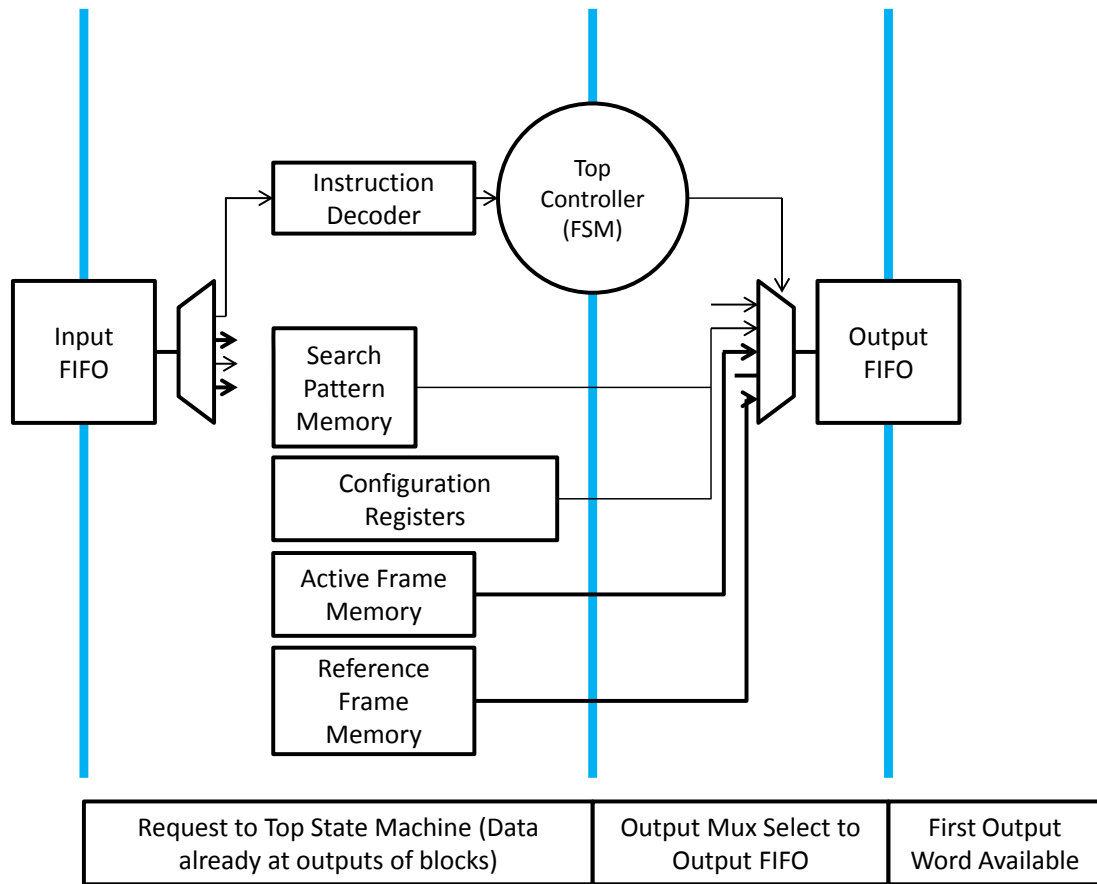 Instruction
Decoder
Top
Controller
(FSM)
Input
FIFO
Search
Pattern
Memory
Output
FIFO
Configuration
Registers
Active Frame
Memory
Reference
Frame
Memory
Request to Top State Machine (Data
already at outputs of blocks)
Output Mux Select to
Output FIFO
First Output
Word Available